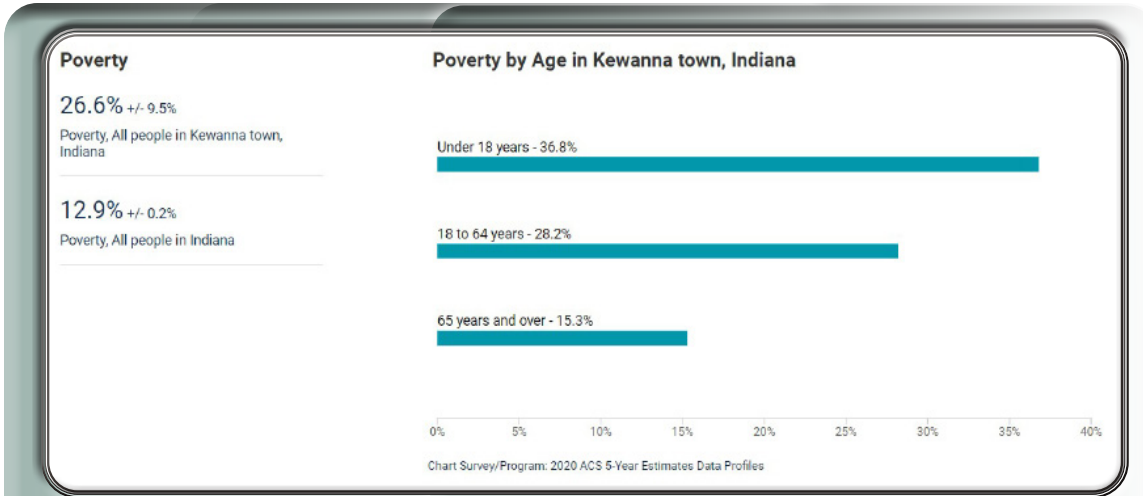 Poverty
26.6% +/- 9.5%
Poverty, All people in Kewanna town,
Indiana
12.9% +/- 0.2%
Poverty, All people in Indiana
Poverty by Age in Kewanna town, Indiana
Under 18 years - 36.8%
18 to 64 years - 28.2%
65 years and over - 15.3%
0% 5% 10% 15% 20% 25% 30% 35% 40%
Chart Survey/Program: 2020 ACS 5-Year Estimates Data Profiles